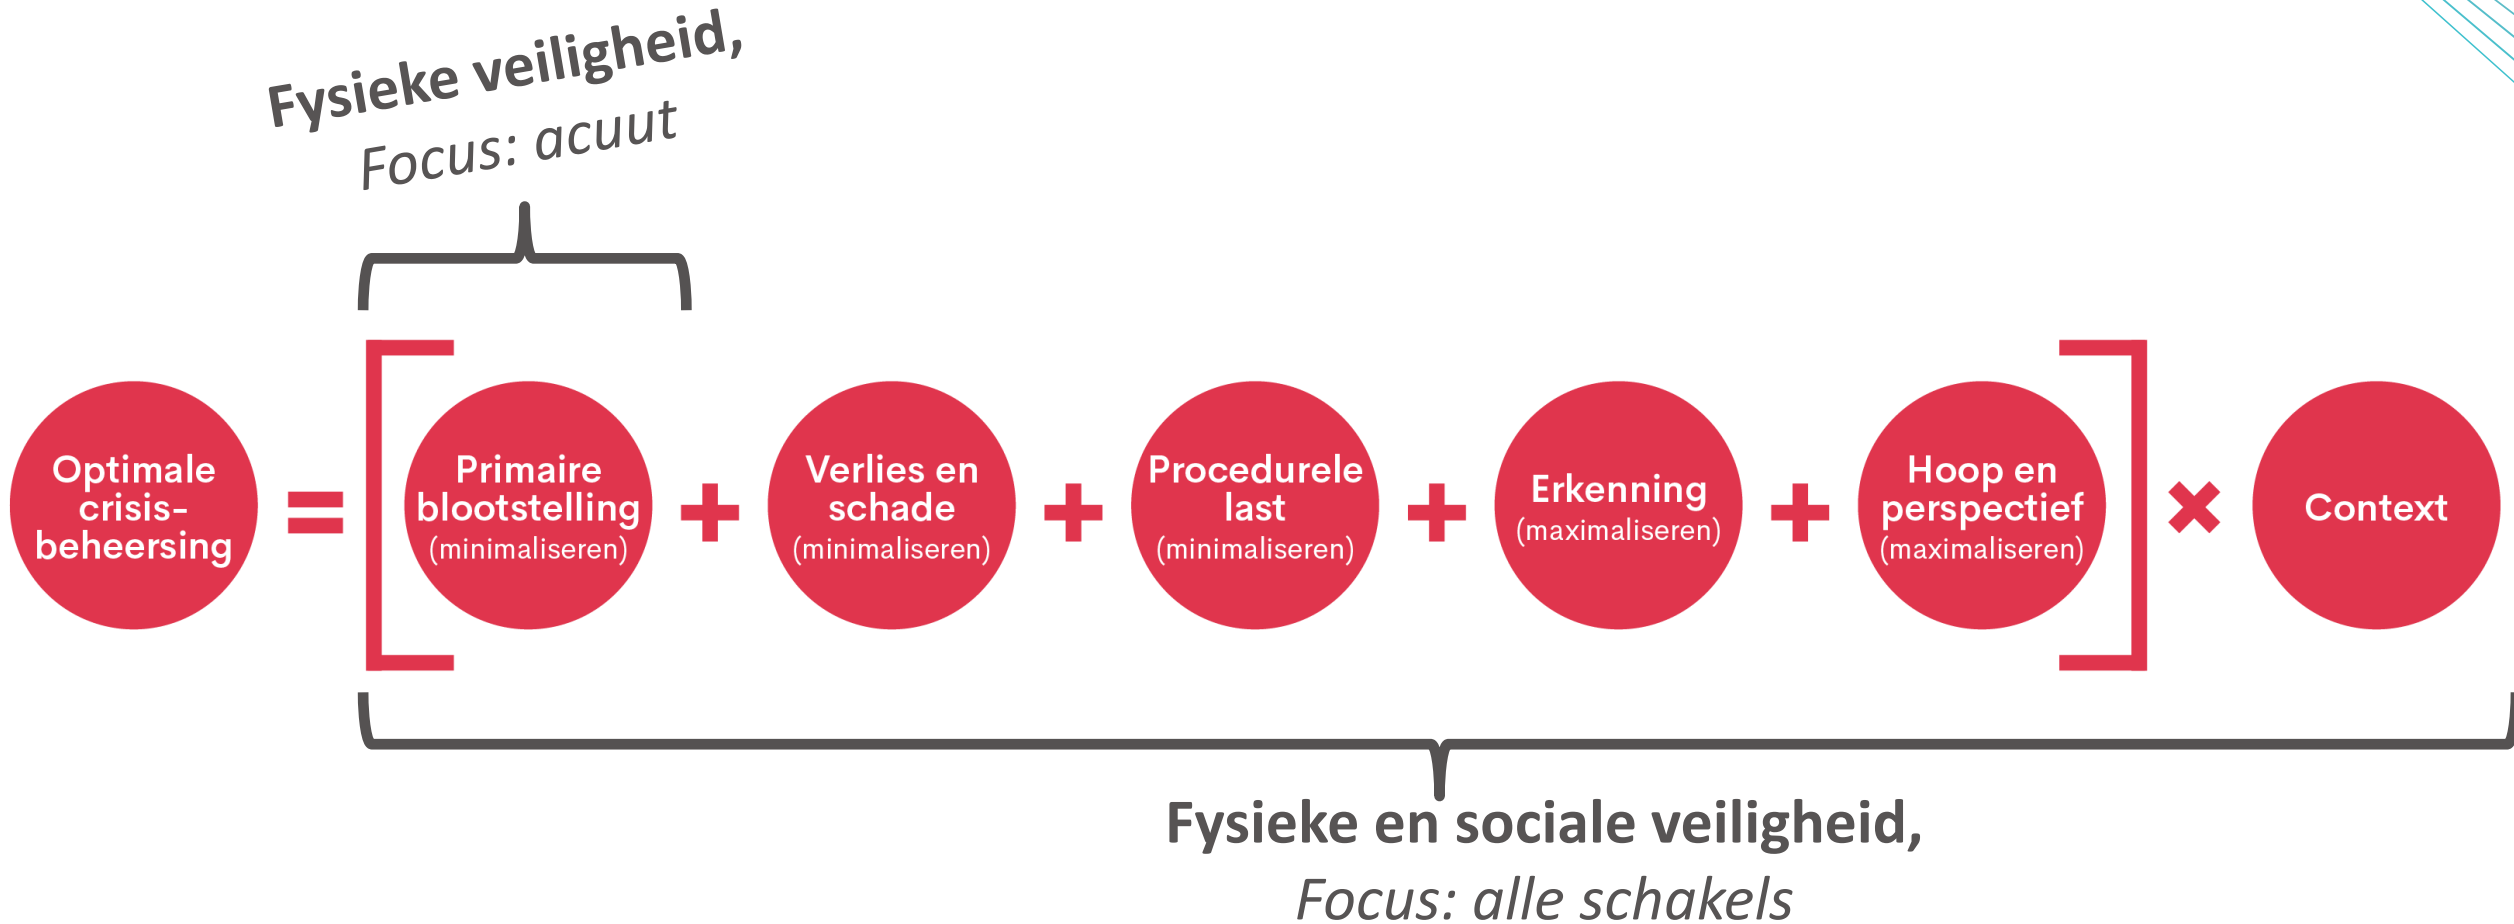 Fysieke veiligheid,
Focus: acuut
Optimale
crisis-
beheersing
=
Primaire
blootstelling
(minimaliseren)
+
Verlies en
schade
(minimaliseren)
+
Procedurele
last
(minimaliseren)
+
Erkenning
(maximaliseren)
+
Hoop en
perspectief
(maximaliseren)
×
Context
Fysieke en sociale veiligheid,
Focus: alle schakels